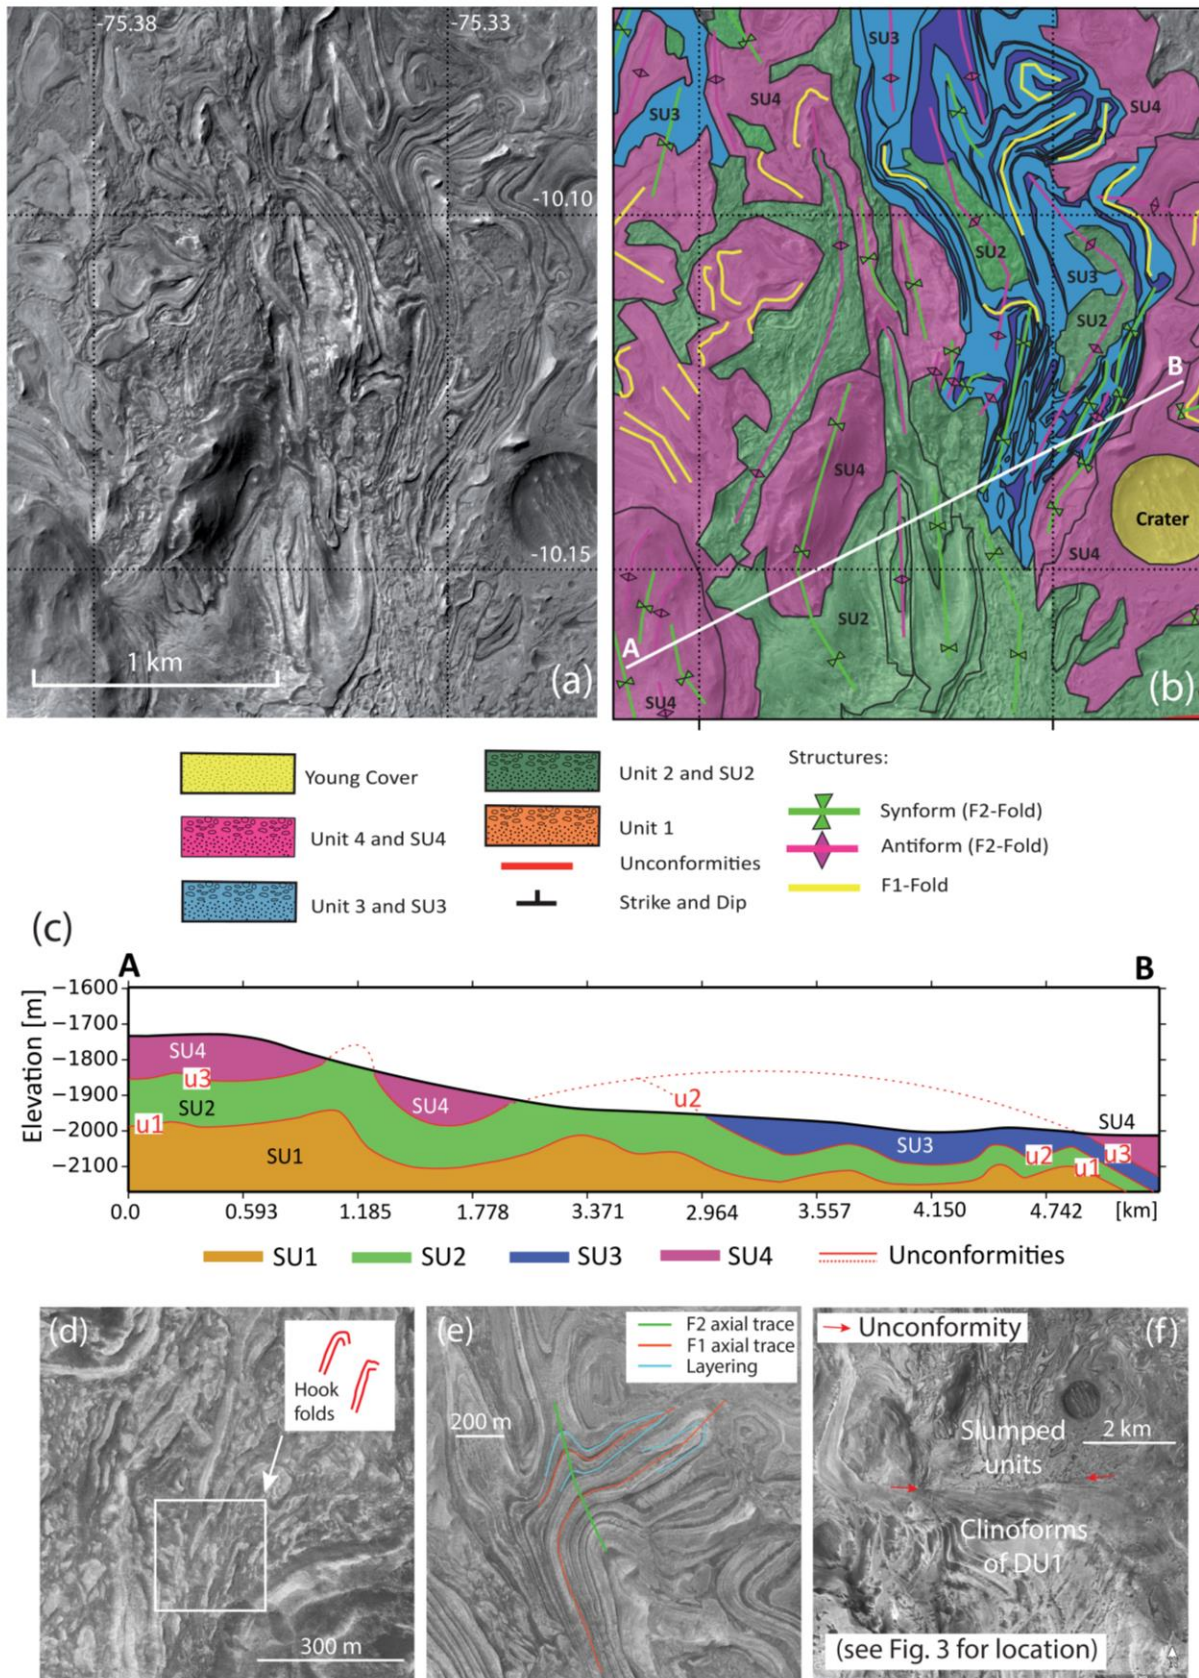 -75.38
-75.33
-10.10
-10.15
1 km
(a)
SU3
SU4
SU4
SU3
SU2
SU3
SU2
B
SU4
Crater
SU4
SU2
A
SU4
(b)
Young Cover
Unit 4 and SU4
Unit 3 and SU3
Unit 2 and SU2
Unit 1
Unconformities
Strike and Dip
Structures:
Synform (F2-Fold)
Antiform (F2-Fold)
F1-Fold
(c)
A
B
Elevation [m]
−1600
−1700
−1800
−1900
−2000
−2100
SU4
u3
SU2
u1
SU1
SU4
u2
SU3
u2
u1
SU4
u3
0.0
0.593
1.185
1.778
3.371
2.964
3.557
4.150
4.742
[km]
SU1
SU2
SU3
SU4
Unconformities
(d)
Hook
folds
300 m
(e)
F2 axial trace
F1 axial trace
Layering
200 m
Unconformity
(f)
2 km
Slumped
units
Clinoforms
of DU1
(see Fig. 3 for location)